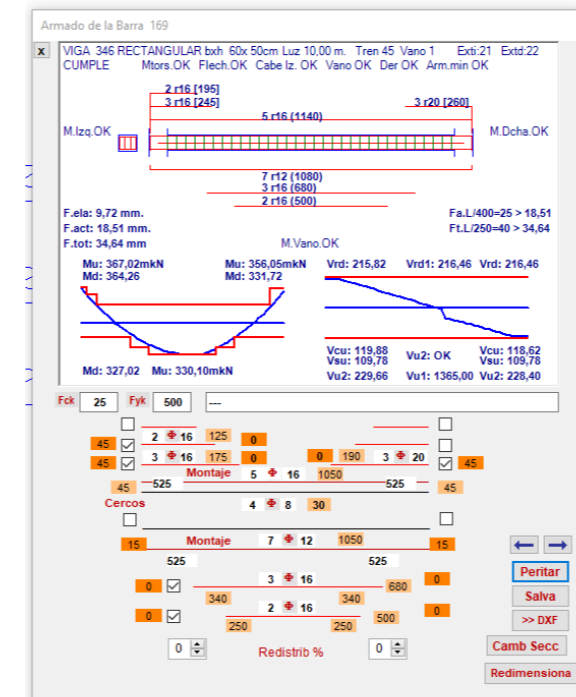 Armado de la Barra  169
x
VIGA  346 RECTANGULAR bxh  60x 50cm Luz 10,00 m.  Tren 45  Vano 1     Exti:21  Extd:22
CUMPLE     Mtors.OK  Flech.OK  Cabe Iz. OK  Vano OK  Der OK  Arm.min OK
2 r16 [195]
3 r16 [245]     3 r20 [260]
5 r16 (1140)
M.Izq.OK     M.Dcha.OK
7 r12 (1080)
3 r16 (680)
2 r16 (500)
F.ela: 9,72 mm.
F.act: 18,51 mm.     Fa.L/400=25 > 18,51
F.tot: 34,64 mm     M.Vano.OK     Ft.L/250=40 > 34,64
Mu: 367,02mkN     Mu: 356,05mkN     Vrd: 215,82     Vrd1: 216,46  Vrd: 216,46
Md: 364,26     Md: 331,72
Vcu: 119,88     Vu2: OK     Vcu: 118,62
Vsu: 109,78     Vsu: 109,78
Md: 327,02     Mu: 330,10mkN     Vu2: 229,66     Vu1: 1365,00  Vu2: 228,40
Fck  25  Fyk  500  ---
45  2 Φ 16  125  0
45  3 Φ 16  175  0  0  190  3 Φ 20  45
Montaje  5 Φ 16  1050
45  525  525  45
Cercos  4 Φ 8  30
15  Montaje  7 Φ 12  1050  15
525  525
0  3 Φ 16  680  0
340  340
0  2 Φ 16  500  0
250  250
0  Redistrib %  0
Peritar
Salva
>> DXF
Camb Secc
Redimensiona